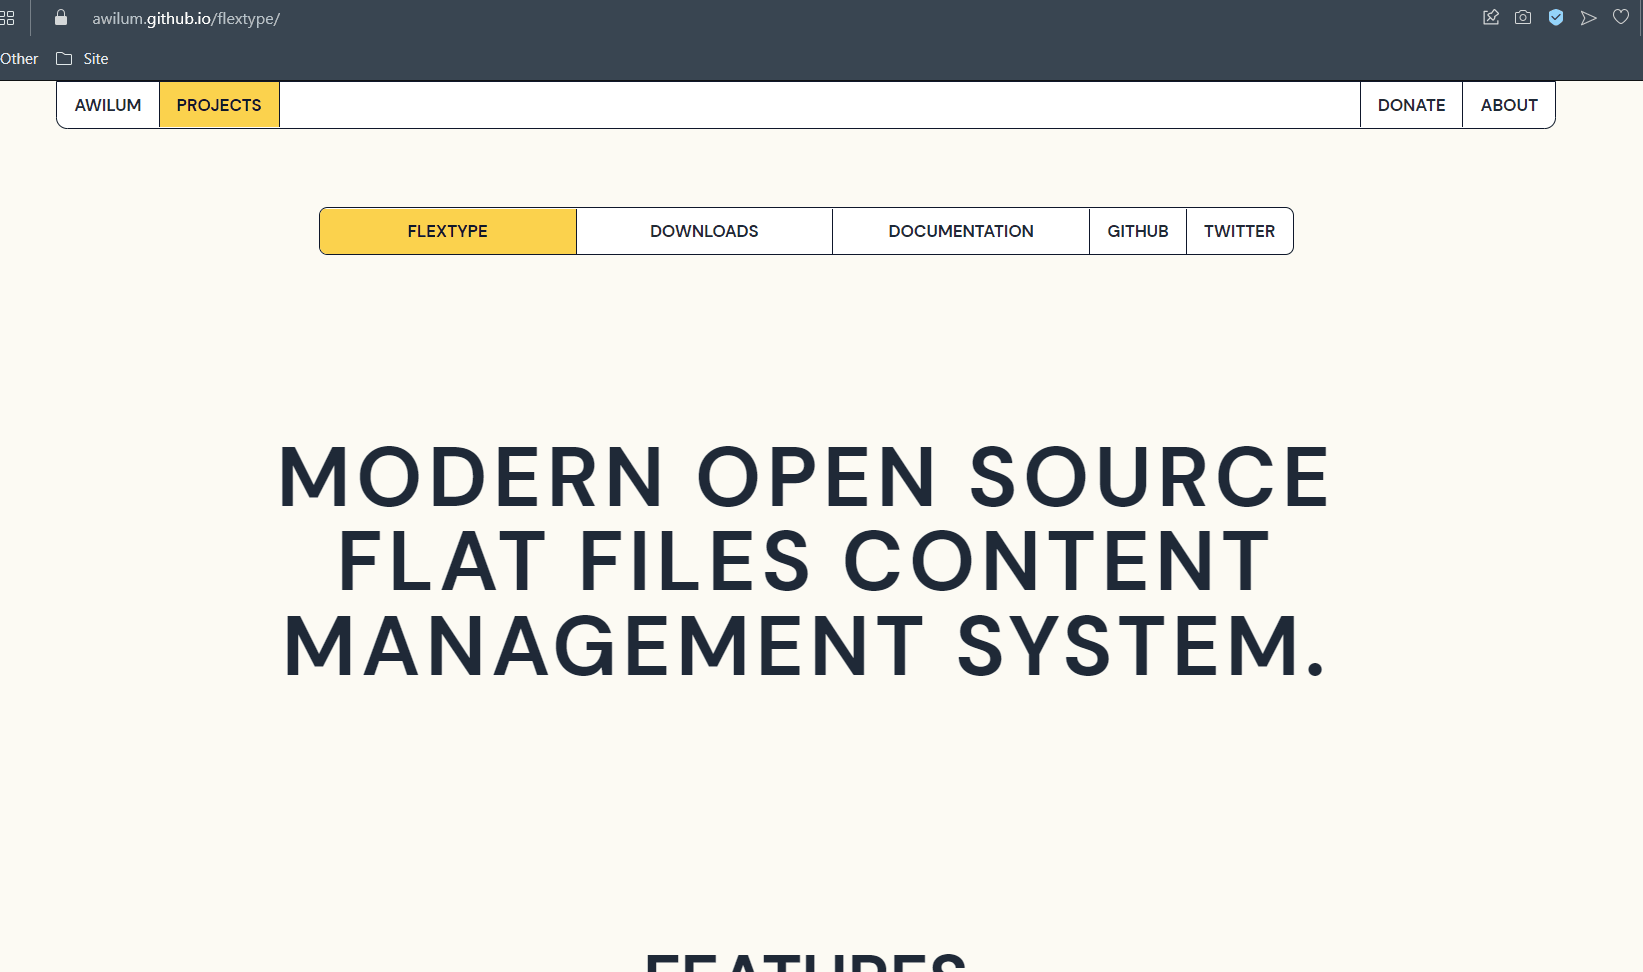 awilum.github.io/flextype/
Other Site
AWILUM PROJECTS DONATE ABOUT
FLEXTYPE DOWNLOADS DOCUMENTATION GITHUB TWITTER
MODERN OPEN SOURCE
FLAT FILES CONTENT
MANAGEMENT SYSTEM.
FEATURES